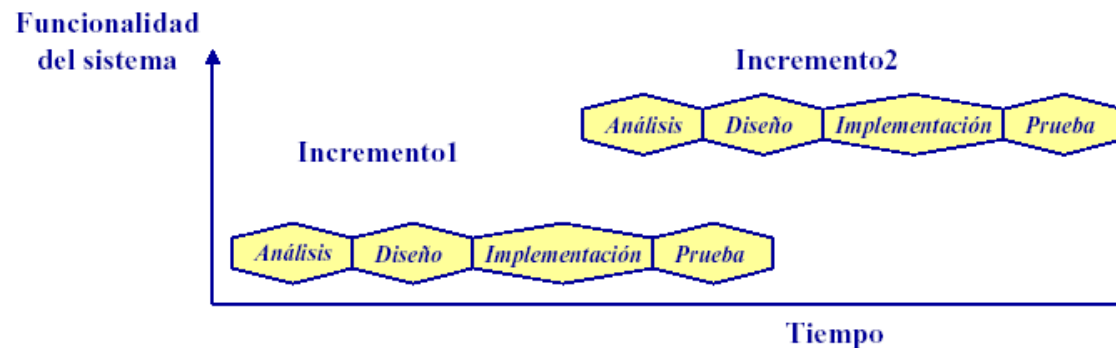 Funcionalidad
del sistema
Incremento2
Análisis Diseño Implementación Prueba
Incremento1
Análisis Diseño Implementación Prueba
Tiempo